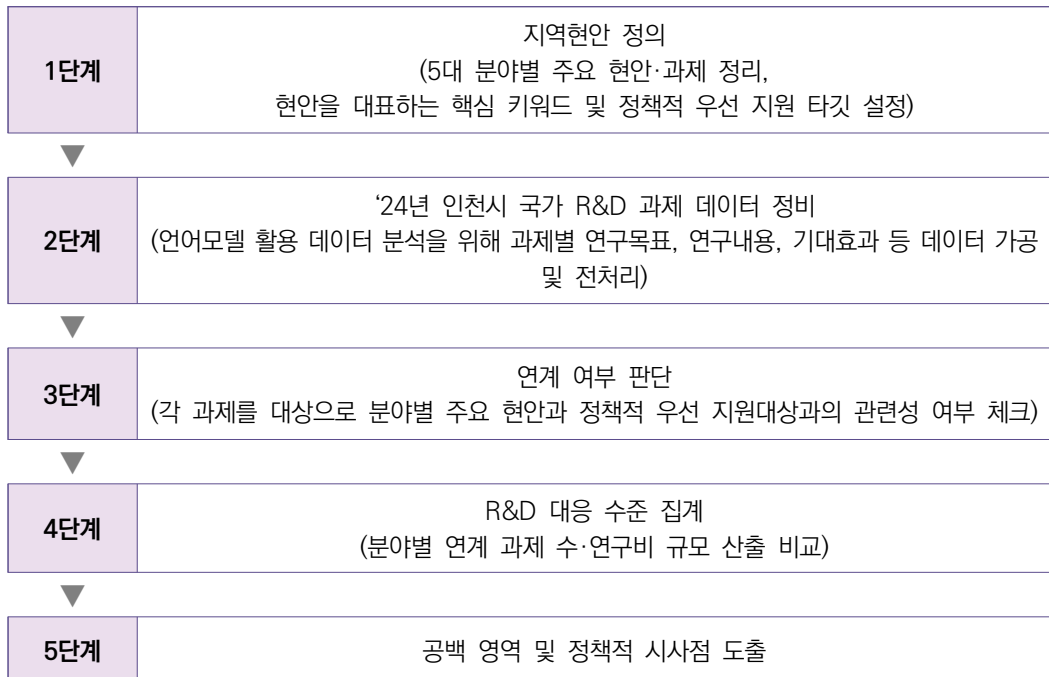 1단계
지역현안 정의
(5대 분야별 주요 현안·과제 정리,
현안을 대표하는 핵심 키워드 및 정책적 우선 지원 타깃 설정)
▼
2단계
‘24년 인천시 국가 R&D 과제 데이터 정비
(언어모델 활용 데이터 분석을 위해 과제별 연구목표, 연구내용, 기대효과 등 데이터 가공
및 전처리)
▼
3단계
연계 여부 판단
(각 과제를 대상으로 분야별 주요 현안과 정책적 우선 지원대상과의 관련성 여부 체크)
▼
4단계
R&D 대응 수준 집계
(분야별 연계 과제 수·연구비 규모 산출 비교)
▼
5단계
공백 영역 및 정책적 시사점 도출